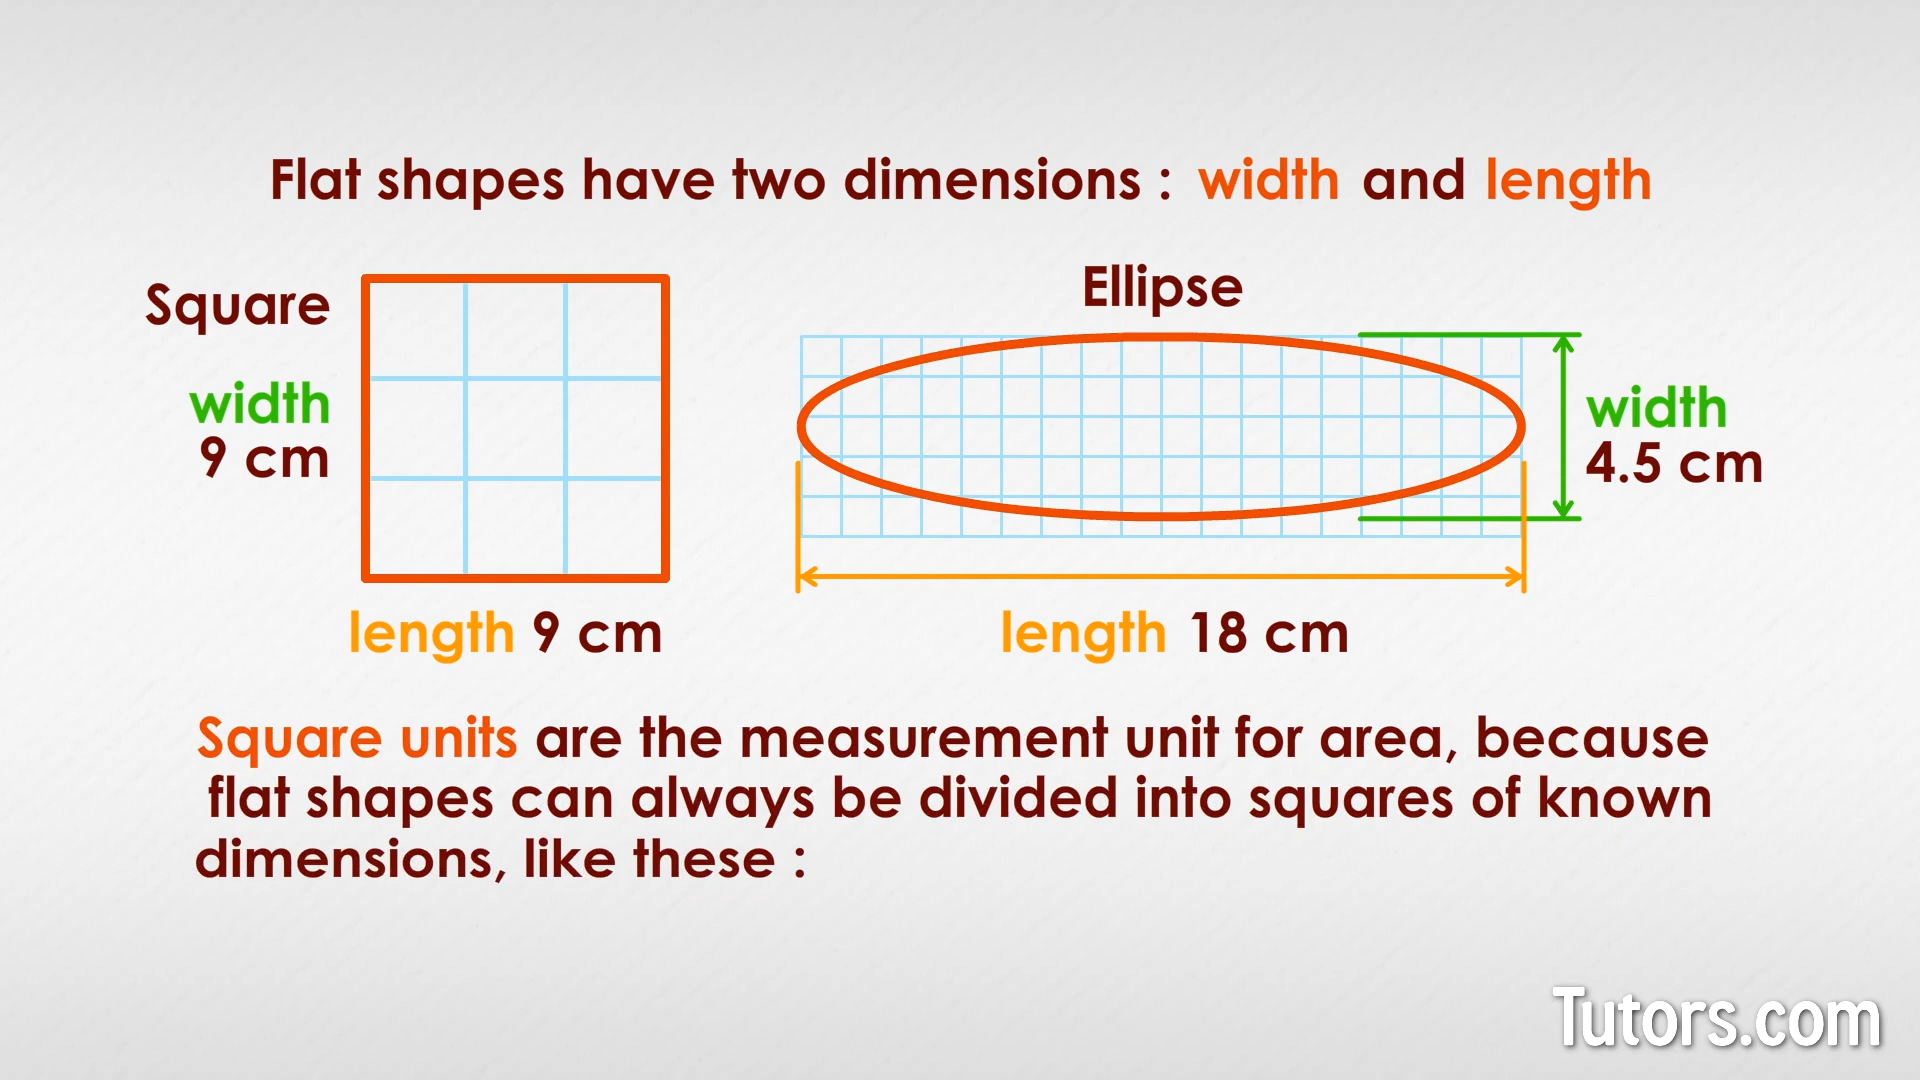 Flat shapes have two dimensions : width and length
Square
width
9 cm
length 9 cm
Ellipse
width
4.5 cm
length 18 cm
Square units are the measurement unit for area, because
flat shapes can always be divided into squares of known
dimensions, like these :
Tutors.com